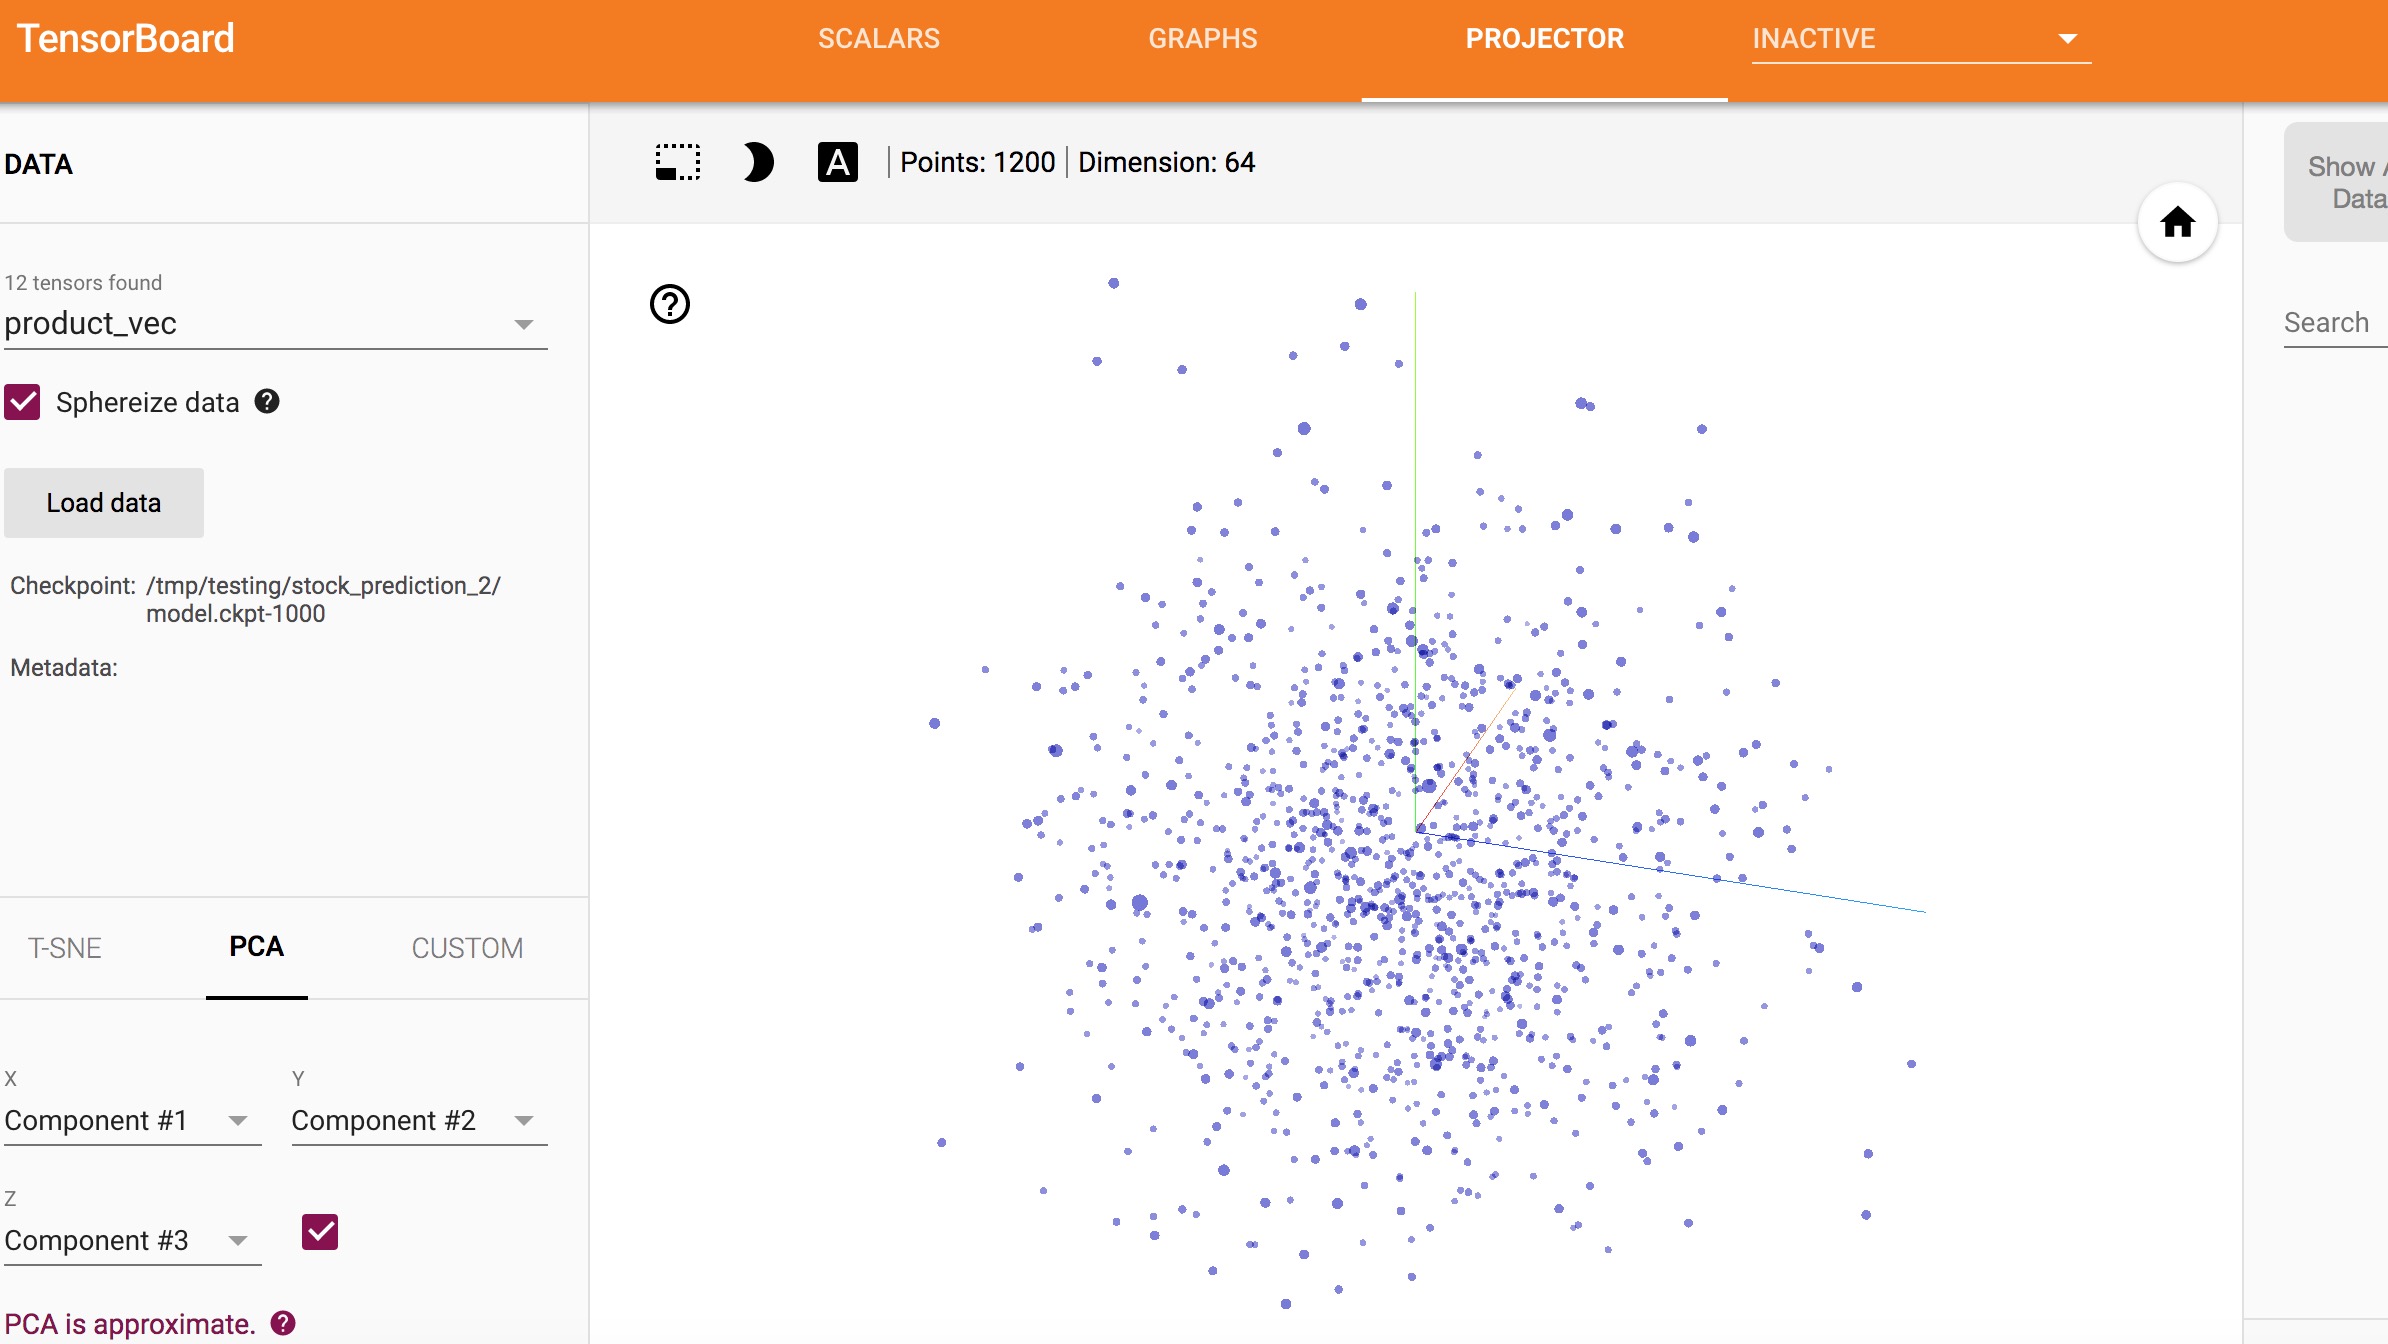 TensorBoard
SCALARS
GRAPHS
PROJECTOR
INACTIVE
DATA
A
Points: 1200
Dimension: 64
Show
Data
12 tensors found
product_vec
Search
Sphereize data
Load data
Checkpoint: /tmp/testing/stock_prediction_2/
model.ckpt-1000
Metadata:
T-SNE
PCA
CUSTOM
X
Y
Component #1
Component #2
Z
Component #3
PCA is approximate.